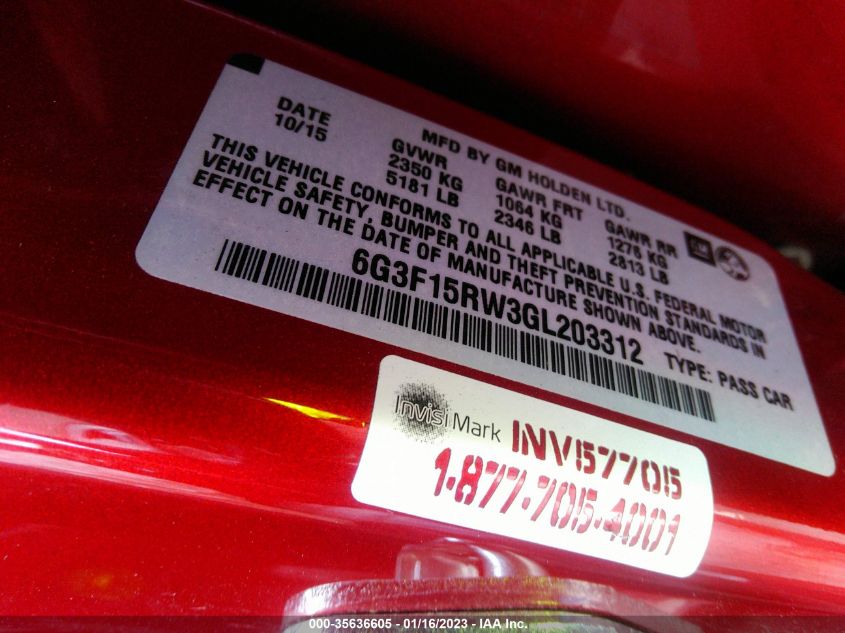 MFD BY GM HOLDEN LTD.
DATE GVWR GAWR FRT GAWR RR
10/15 2350 KG 1064 KG 1276 KG
5181 LB 2346 LB 2813 LB
GM
THIS VEHICLE CONFORMS TO ALL APPLICABLE U.S. FEDERAL MOTOR
VEHICLE SAFETY, BUMPER AND THEFT PREVENTION STANDARDS IN
EFFECT ON THE DATE OF MANUFACTURE SHOWN ABOVE.
6G3F15RW3GL203312
TYPE: PASS CAR
Invisi Mark INV57705
1.877.705.4001
000-35636605 - 01/16/2023 - IAA Inc.